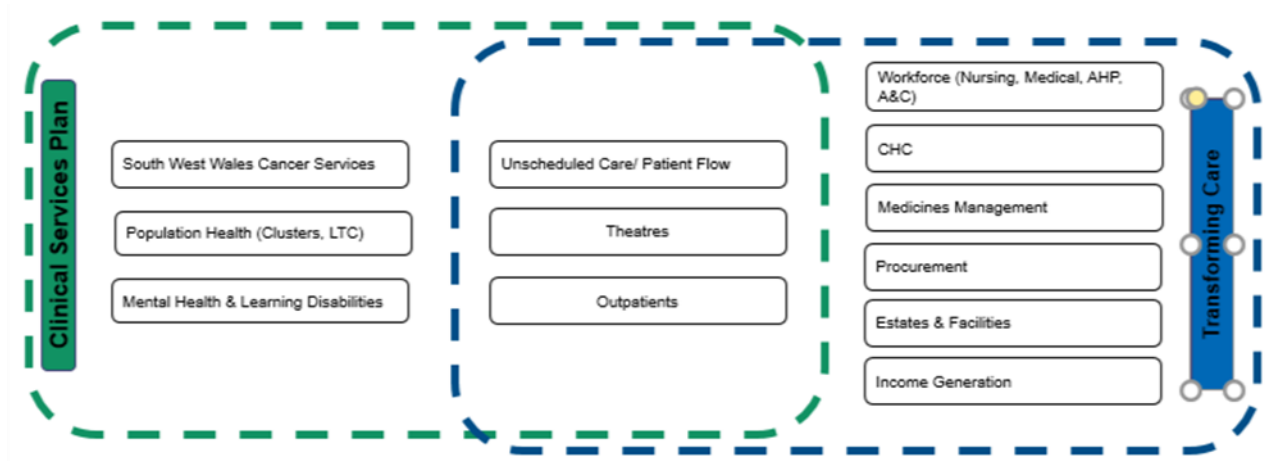 Clinical Services Plan
South West Wales Cancer Services
Population Health (Clusters, LTC)
Mental Health & Learning Disabilities
Unscheduled Care/ Patient Flow
Theatres
Outpatients
Workforce (Nursing, Medical, AHP,
A&C)
CHC
Medicines Management
Procurement
Estates & Facilities
Income Generation
Transforming Care